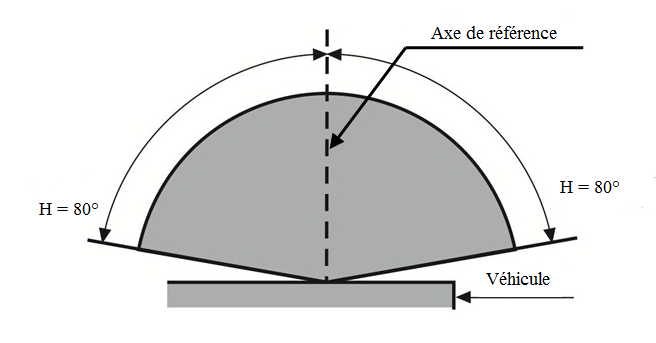 Axe de référence
H = 80°
H = 80°
Véhicule